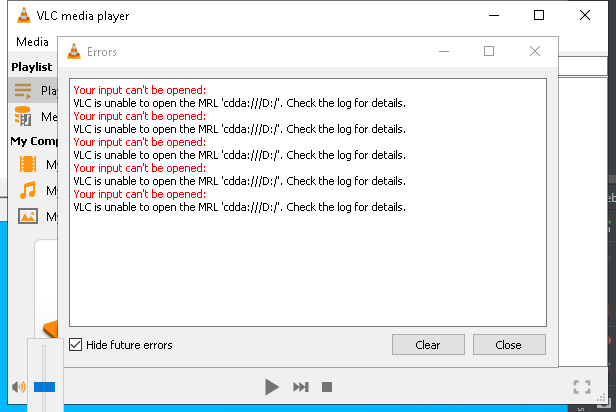 VLC media player
Media
Errors
Playlist
Your input can't be opened:
VLC is unable to open the MRL 'cdda:///D:/'. Check the log for details.
Your input can't be opened:
VLC is unable to open the MRL 'cdda:///D:/'. Check the log for details.
Your input can't be opened:
VLC is unable to open the MRL 'cdda:///D:/'. Check the log for details.
Your input can't be opened:
VLC is unable to open the MRL 'cdda:///D:/'. Check the log for details.
Your input can't be opened:
VLC is unable to open the MRL 'cdda:///D:/'. Check the log for details.
Play
Me
My Comp
My
My
My
Hide future errors
Clear
Close